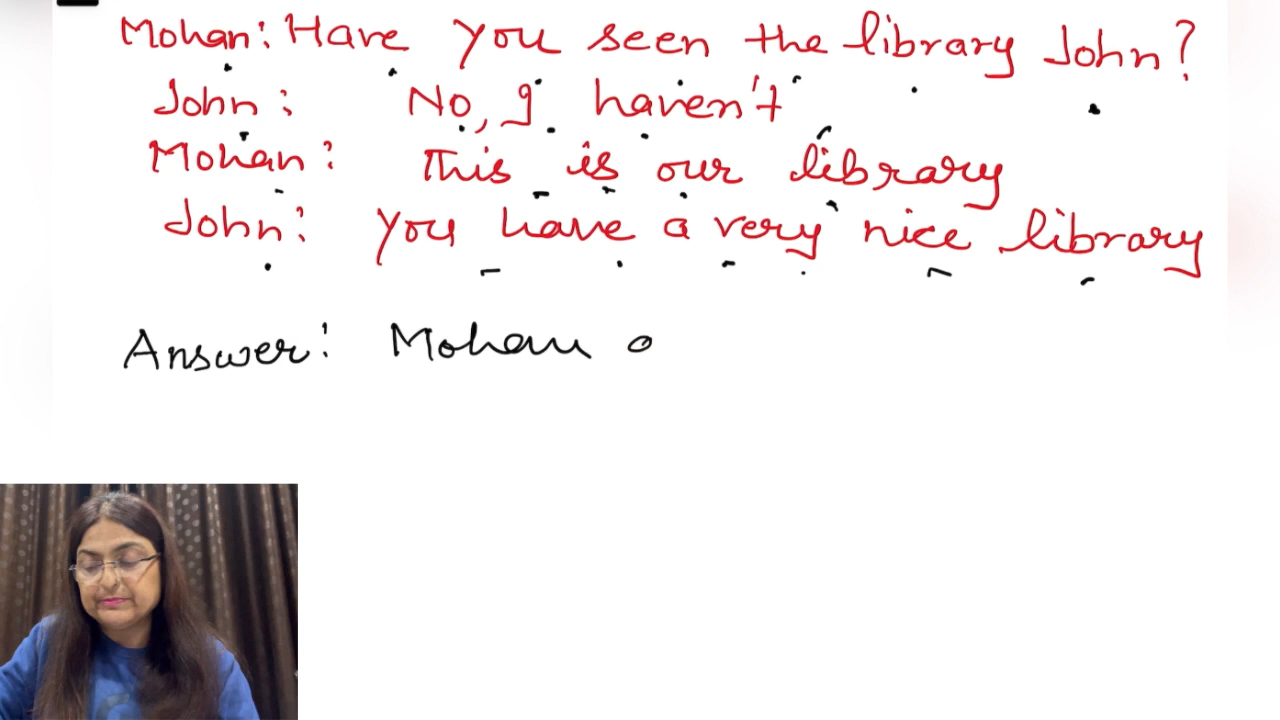 Mohan: Have you seen the library John?
John: No, I haven't
Mohan: This is our library
John: You have a very nice library
Answer: Mohan a